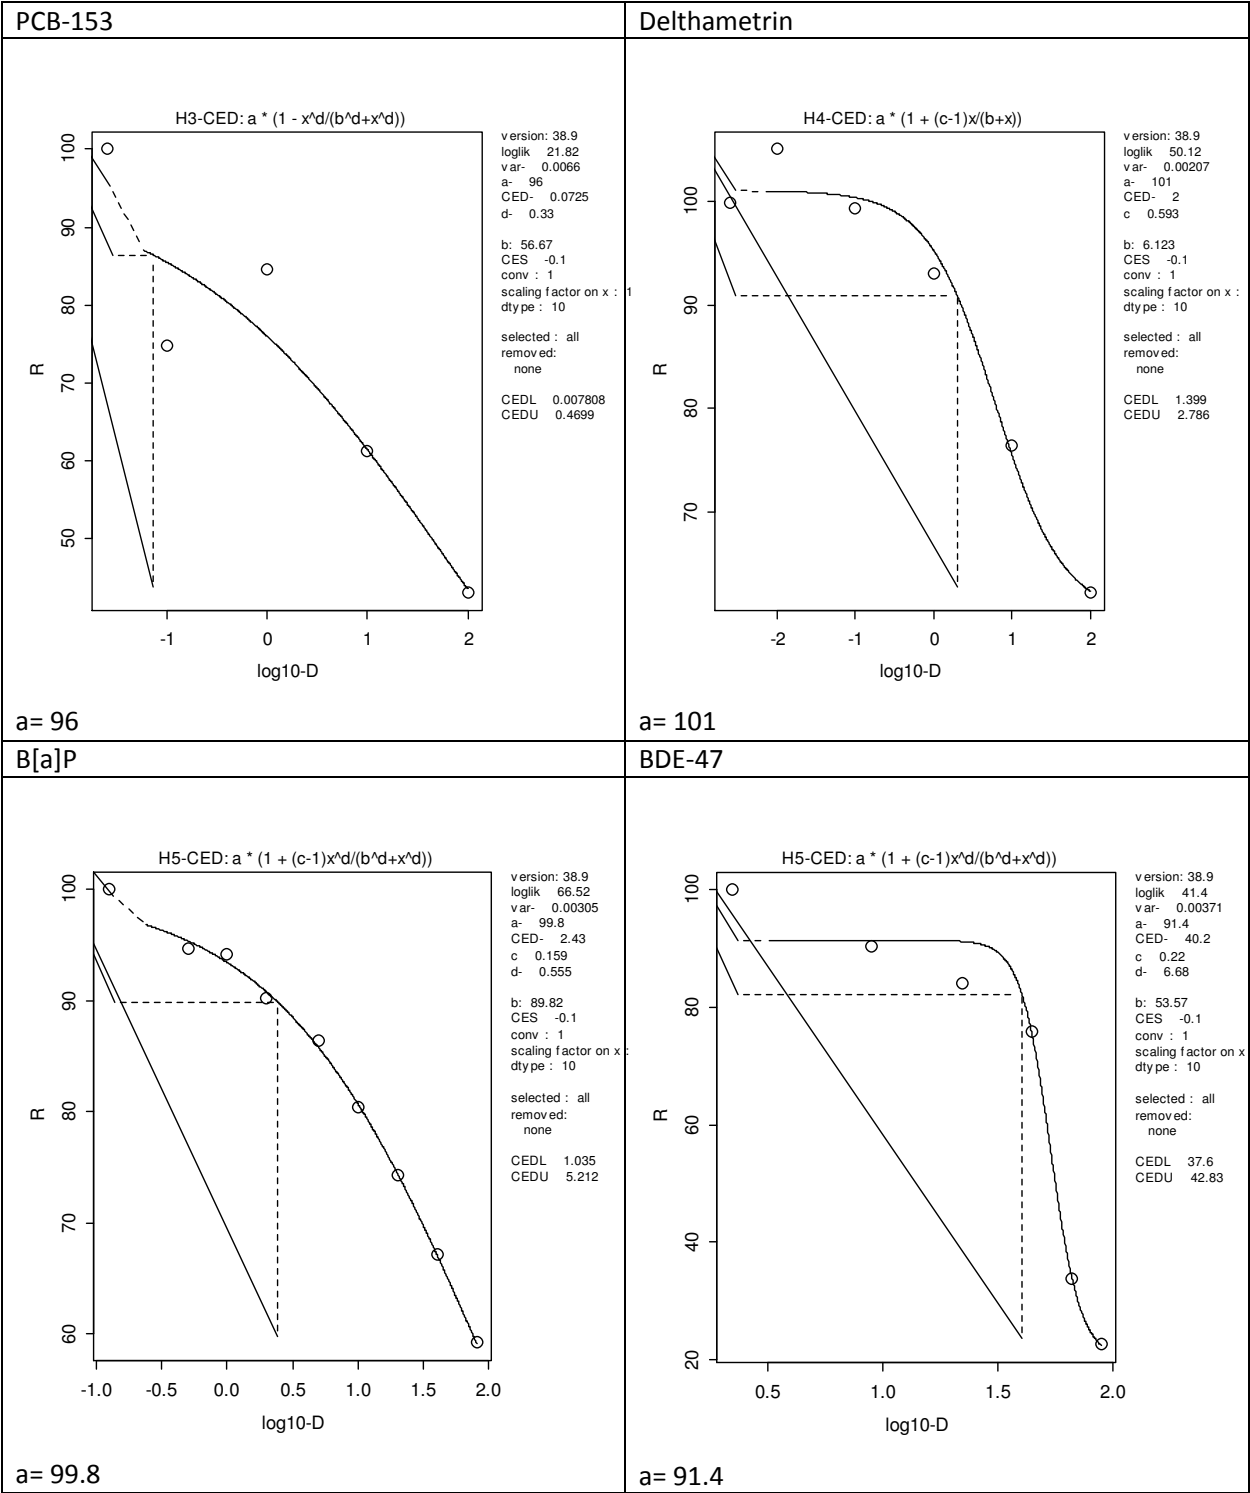 PCB-153
Delthametrin
H3-CED: a * (1 - x^d/(b^d+x^d))
100
90
80
70
60
50
R
-1 0 1 2
log10-D
version: 38.9
loglik 21.82
var- 0.0066
a- 96
CED- 0.0725
d- 0.33
b: 56.67
CES -0.1
conv : 1
scaling factor on x : 1
dtype : 10
selected : all
removed:
none
CEDL 0.007808
CEDU 0.4699
a= 96
H4-CED: a * (1 + (c-1)x/(b+x))
100
90
80
70
R
-2 -1 0 1 2
log10-D
version: 38.9
loglik 50.12
var- 0.00207
a- 101
CED- 2
c 0.593
b: 6.123
CES -0.1
conv : 1
scaling factor on x :
dtype : 10
selected : all
removed:
none
CEDL 1.399
CEDU 2.786
a= 101
B[a]P
BDE-47
H5-CED: a * (1 + (c-1)x^d/(b^d+x^d))
100
90
80
70
60
R
-1.0 -0.5 0.0 0.5 1.0 1.5 2.0
log10-D
version: 38.9
loglik 66.52
var- 0.00305
a- 99.8
CED- 2.43
c 0.159
d- 0.555
b: 89.82
CES -0.1
conv : 1
scaling factor on x :
dtype : 10
selected : all
removed:
none
CEDL 1.035
CEDU 5.212
a= 99.8
H5-CED: a * (1 + (c-1)x^d/(b^d+x^d))
100
80
60
40
20
R
0.5 1.0 1.5 2.0
log10-D
version: 38.9
loglik 41.4
var- 0.00371
a- 91.4
CED- 40.2
c 0.22
d- 6.68
b: 53.57
CES -0.1
conv : 1
scaling factor on x
dtype : 10
selected : all
removed:
none
CEDL 37.6
CEDU 42.83
a= 91.4